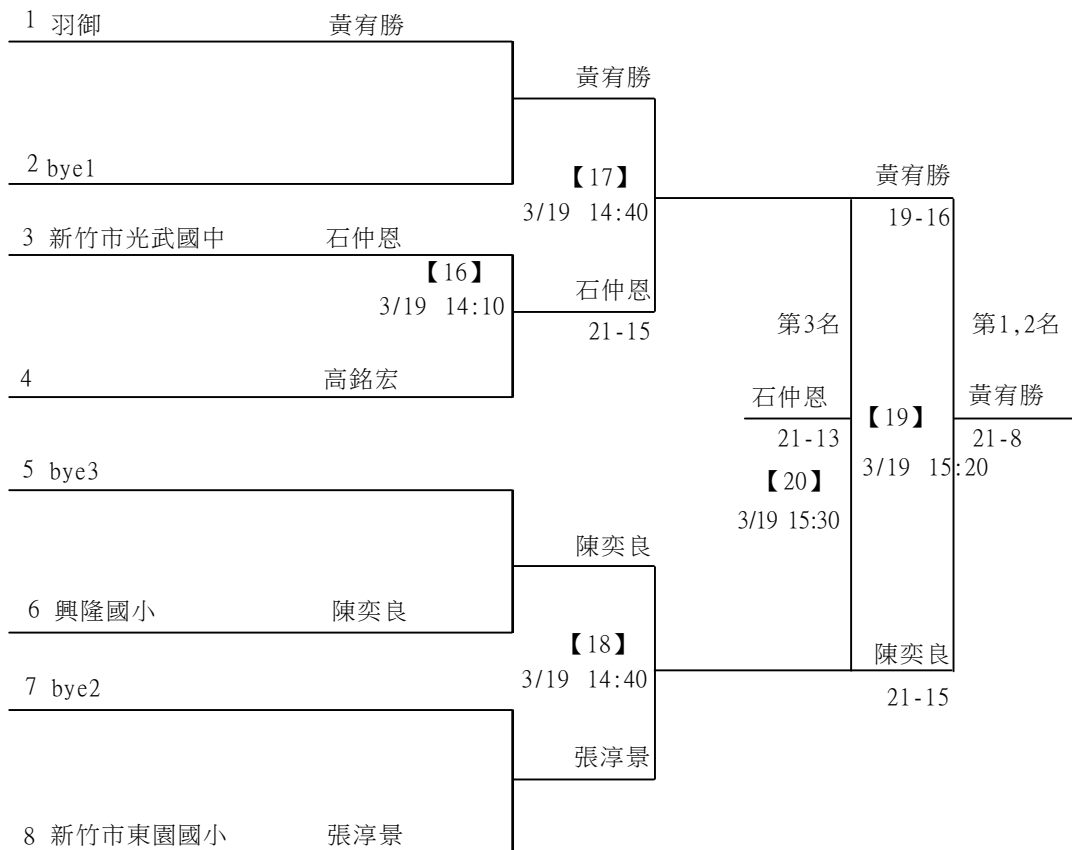 1 羽御 黃宥勝
黃宥勝
2 bye1
【17】
黃宥勝
3/19 14:40
19-16
3 新竹市光武國中 石仲恩
【16】
3/19 14:10
石仲恩
21-15
第3名
第1,2名
4 高銘宏
石仲恩
【19】
黃宥勝
21-13
21-8
3/19 15:20
5 bye3
【20】
3/19 15:30
陳奕良
6 興隆國小 陳奕良
【18】
3/19 14:40
陳奕良
21-15
7 bye2
張淳景
8 新竹市東園國小 張淳景